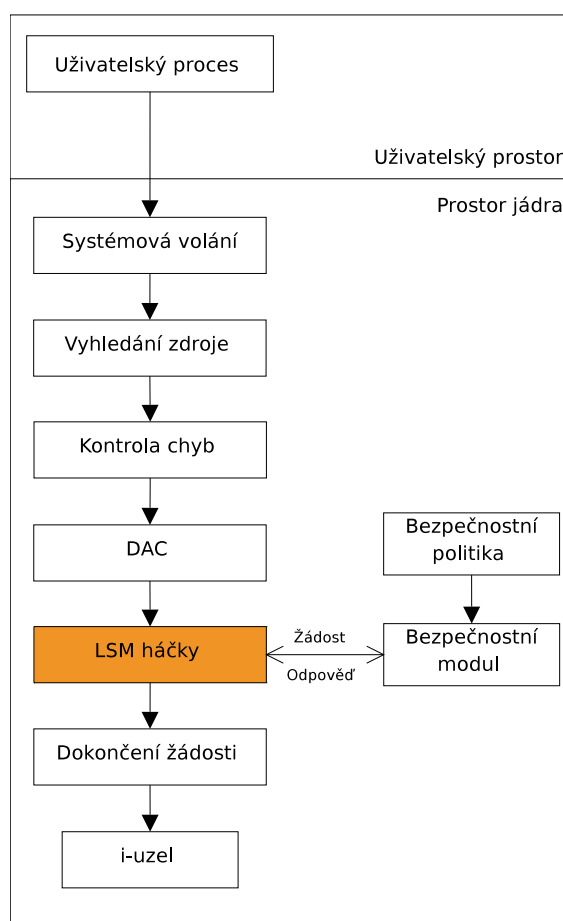 Uživatelský proces
Uživatelský prostor
Prostor jádra
Systémová volání
Vyhledání zdroje
Kontrola chyb
DAC
Bezpečnostní
politika
LSM háčky
Žádost
Odpověď
Bezpečnostní
modul
Dokončení žádosti
i-uzel